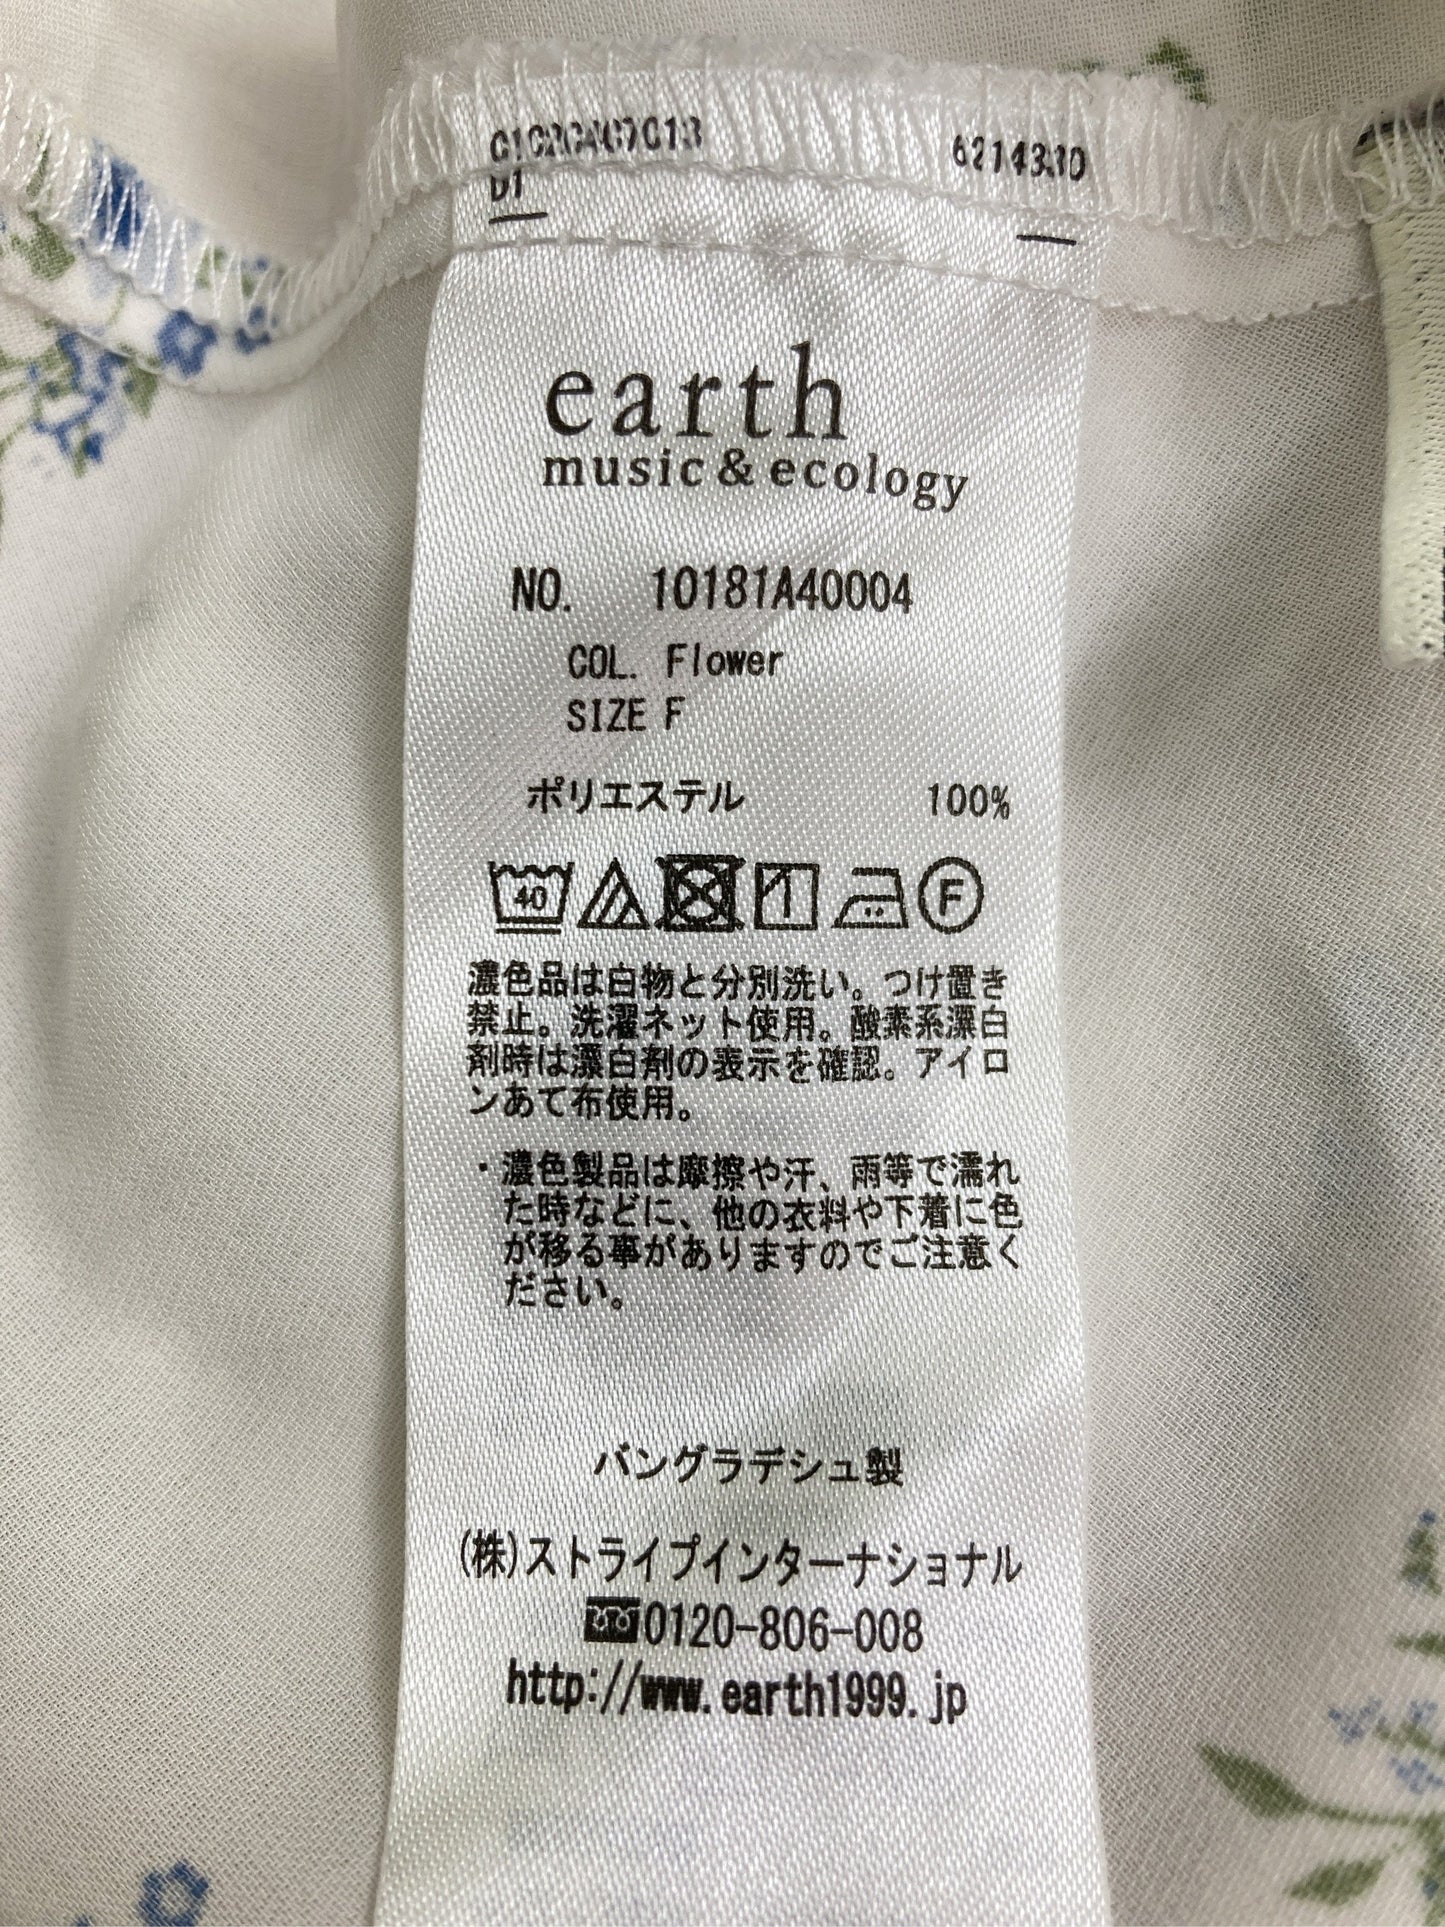 D1
earth
music & ecology
NO. 10181A40004
COL. Flower
SIZE F
ポリエステル 100%
40 F
濃色品は白物と分別洗い。つけ置き
禁止。洗濯ネット使用。酸素系漂白
剤時は漂白剤の表示を確認。アイロ
ンあて布使用。
・濃色製品は摩擦や汗、雨等で濡れ
た時などに、他の衣料や下着に色
が移る事がありますのでご注意く
ださい。
バングラデシュ製
(株)ストライプインターナショナル
0120-806-008
http://www.earth1999.jp